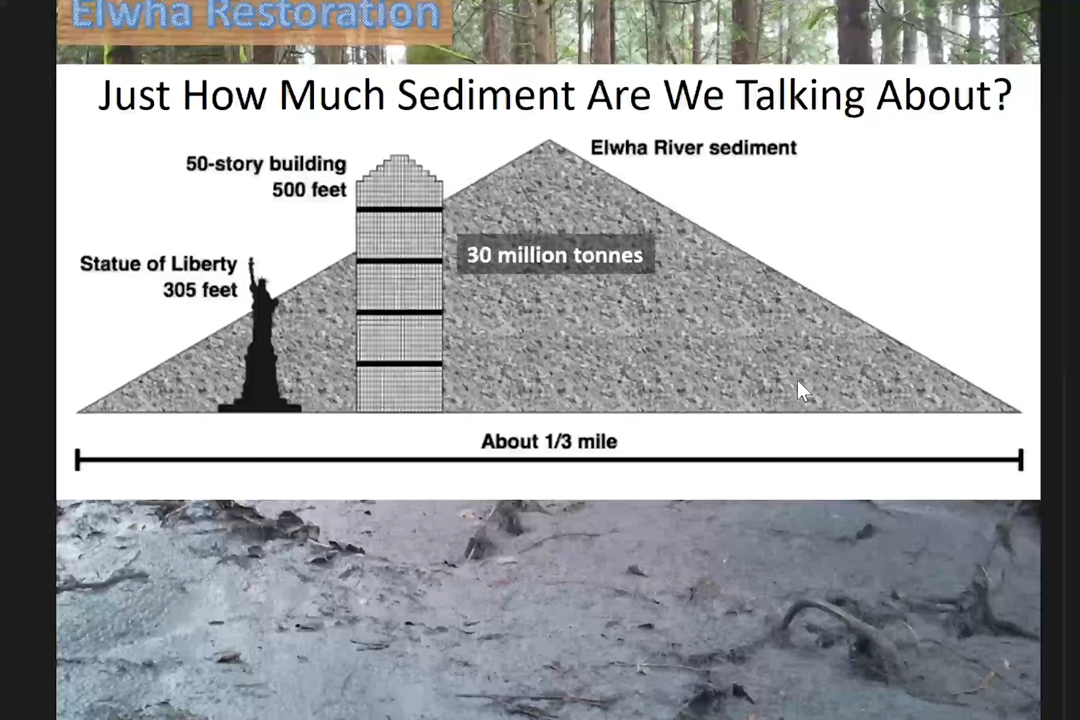 Elwha Restoration
Just How Much Sediment Are We Talking About?
Elwha River sediment
50-story building
500 feet
30 million tonnes
Statue of Liberty
305 feet
About 1/3 mile